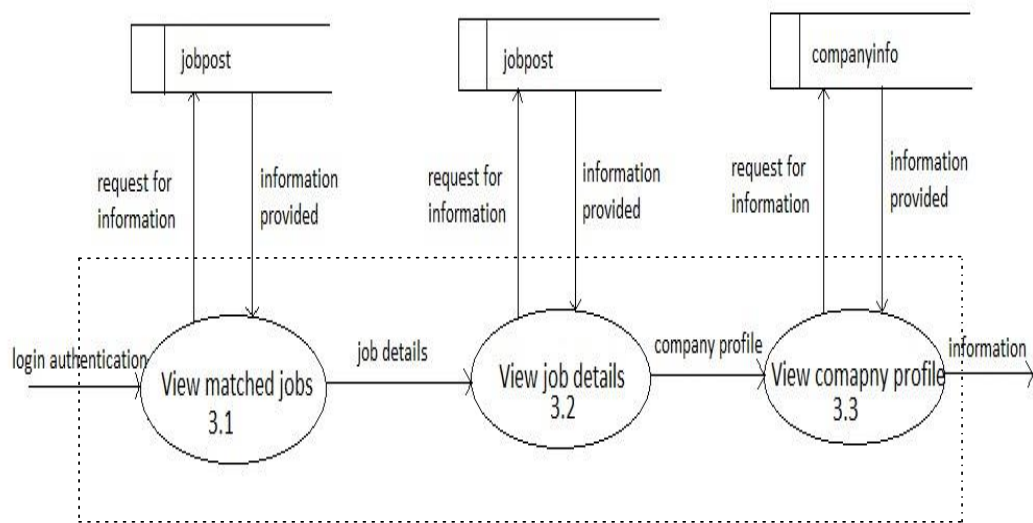 jobpost
jobpost
companyinfo
request for
information
information
provided
request for
information
information
provided
request for
information
information
provided
login authentication
job details
company profile
information
View matched jobs
3.1
View job details
3.2
View comapny profile
3.3